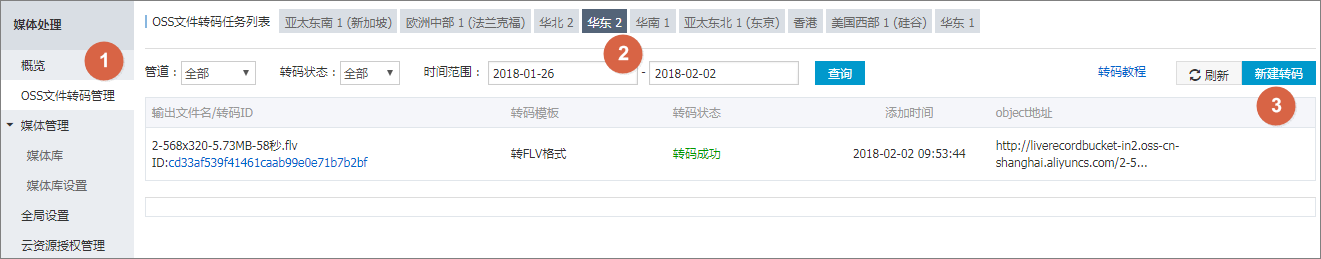 媒体处理
概览
1
OSS文件转码管理
媒体管理
媒体库
媒体库设置
全局设置
云资源授权管理
OSS文件转码任务列表 亚太东南 1 (新加坡) 欧洲中部 1 (法兰克福) 华北 2 华东 2 华南 1 亚太东北 1 (东京) 香港 美国西部 1 (硅谷) 华东 1
2
管道： 全部 转码状态： 全部 时间范围： 2018-01-26 - 2018-02-02 查询 转码教程 刷新 新建转码
3
输出文件名/转码ID 转码模板 转码状态 添加时间 object地址
2-568x320-5.73MB-58秒.flv
ID:cd33af539f41461caab99e0e71b7b2bf 转FLV格式 转码成功 2018-02-02 09:53:44
http://liverecordbucket-in2.oss-cn-
shanghai.aliyuncs.com/2-5...